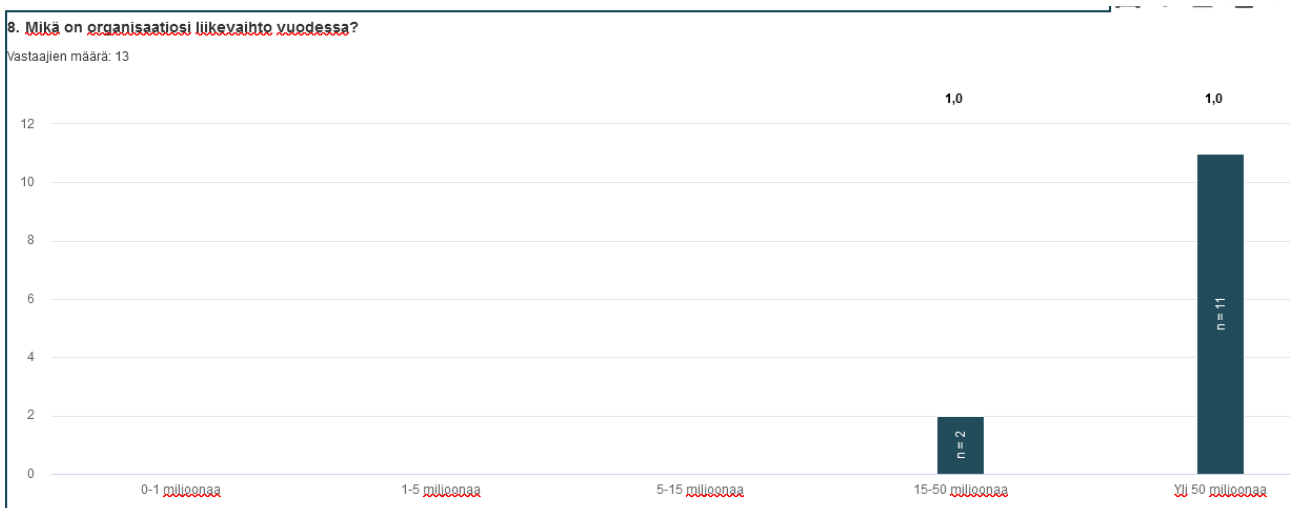 8. Mikä on organisaatiosi liikevaihto vuodessa?
Vastaajien määrä: 13
1,0 1,0
12
10
8
6
4
2
0
n = 2
n = 11
0-1 miljoonaa 1-5 miljoonaa 5-15 miljoonaa 15-50 miljoonaa Yli 50 miljoonaa